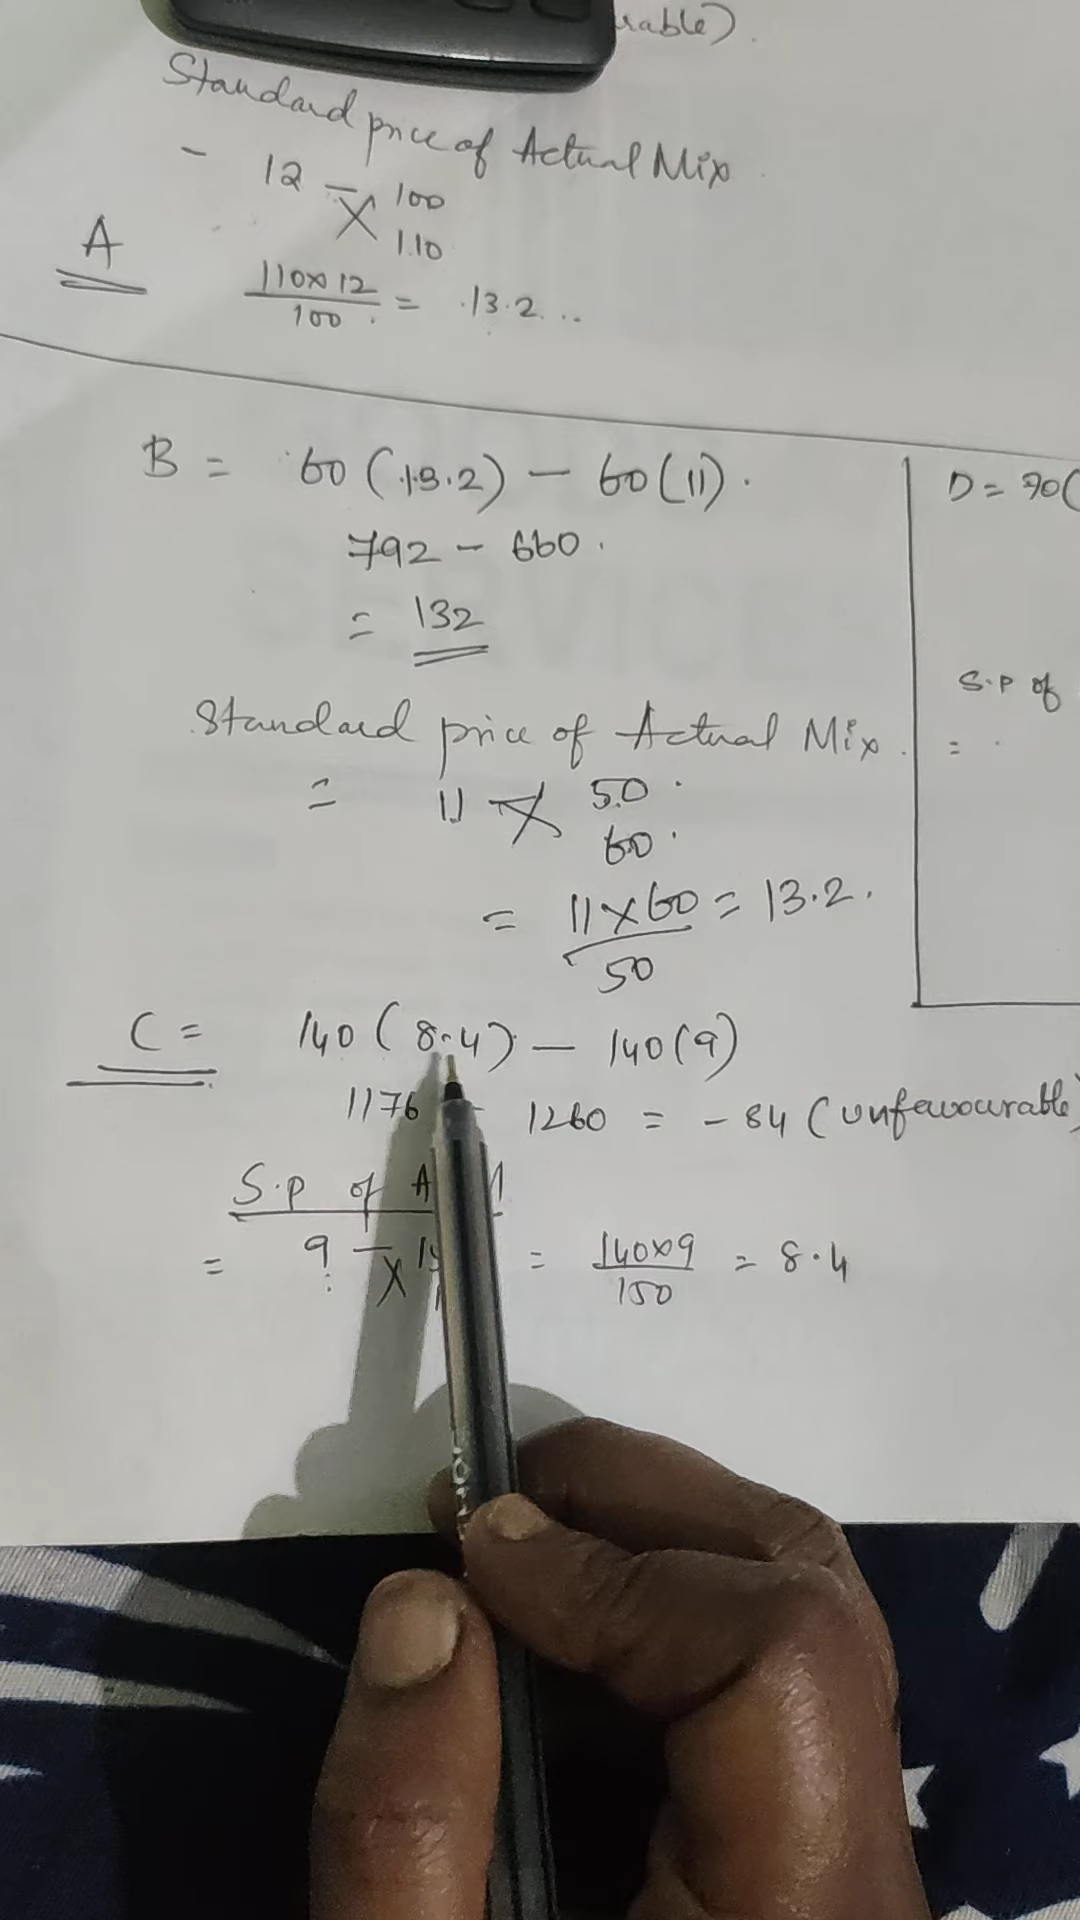 urable).
Standard price of Actual Mix
- 12 - 100
X 110
A
110x12 / 100 = 13.2...
B = 60 (13.2) - 60(11).
792 - 660.
= 132
Standard price of Actual Mix.
= 11 X 50
60
= 11x60 / 50 = 13.2.
C = 140 (8.4) - 140(9)
1176 - 1260 = -84 (unfavourable)
S.P of A
= 9 - X = 140x9 / 150 = 8.4
D = 70(
S.P of
=